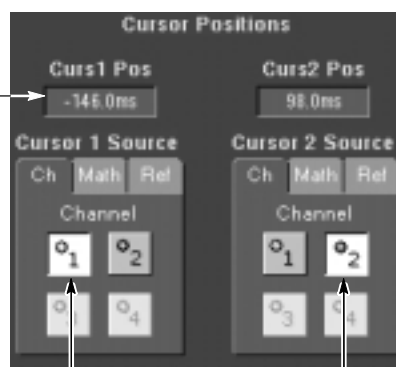 Cursor Positions
Curs1 Pos Curs2 Pos
-146.0ms 98.0ms
Cursor 1 Source Cursor 2 Source
Ch Math Ref Ch Math Ref
Channel Channel
1 2 1 2
3 4 3 4